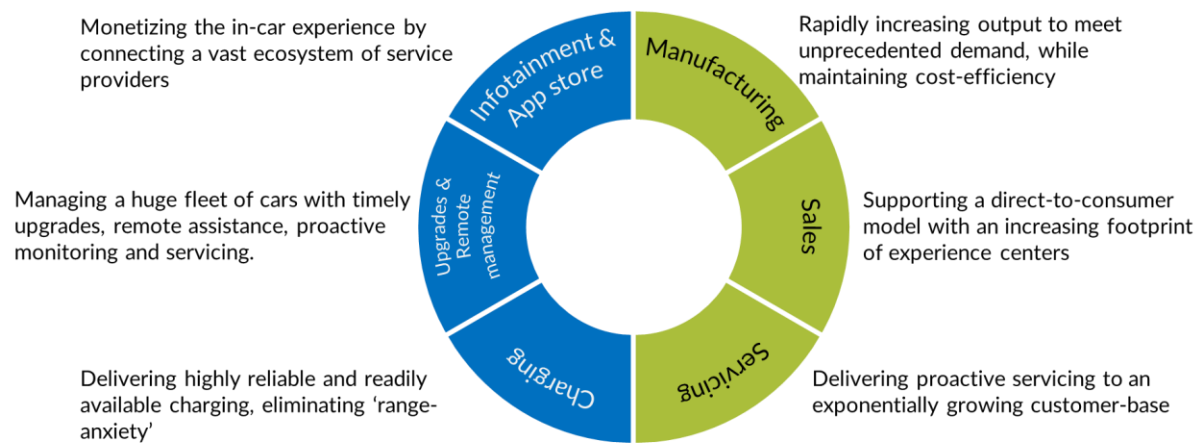 Monetizing the in-car experience by
connecting a vast ecosystem of service
providers
Infotainment &
App store
Manufacturing
Rapidly increasing output to meet
unprecedented demand, while
maintaining cost-efficiency
Managing a huge fleet of cars with timely
upgrades, remote assistance, proactive
monitoring and servicing.
Upgrades &
Remote
management
Sales
Supporting a direct-to-consumer
model with an increasing footprint
of experience centers
Delivering highly reliable and readily
available charging, eliminating ‘range-
anxiety’
Charging
Servicing
Delivering proactive servicing to an
exponentially growing customer-base